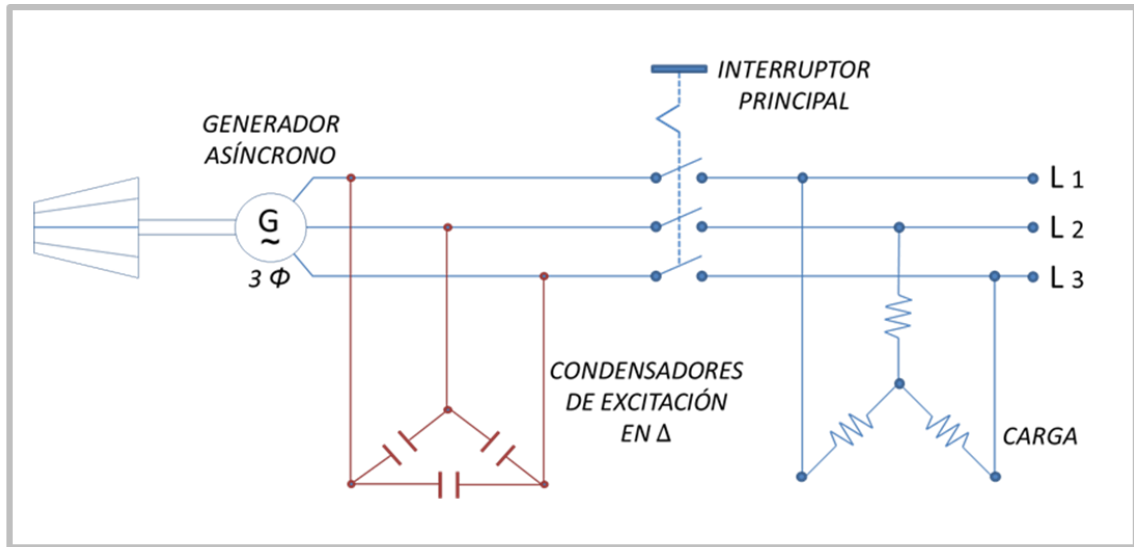 INTERRUPTOR
PRINCIPAL
GENERADOR
ASÍNCRONO
G
~
3 Φ
L 1
L 2
L 3
CONDENSADORES
DE EXCITACIÓN
EN Δ
CARGA